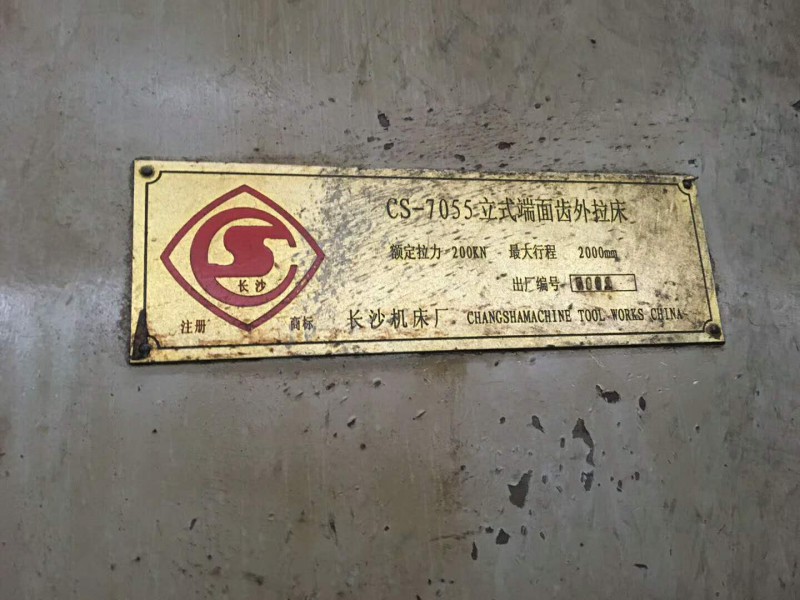 CS-7055立式端面齿外拉床
额定拉力 200KN 最大行程 2000mm
出厂编号
长沙
注册 商标
长沙机床厂 CHANGSHAMACHINE TOOL WORKS CHINA